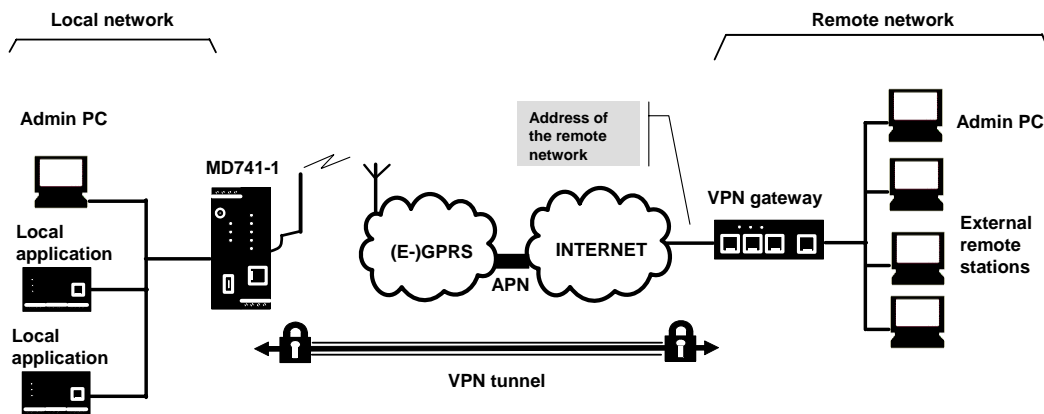 Local network
Remote network
Admin PC
MD741-1
Local
application
Local
application
(E-)GPRS
APN
INTERNET
Address of
the remote
network
VPN gateway
Admin PC
External
remote
stations
VPN tunnel